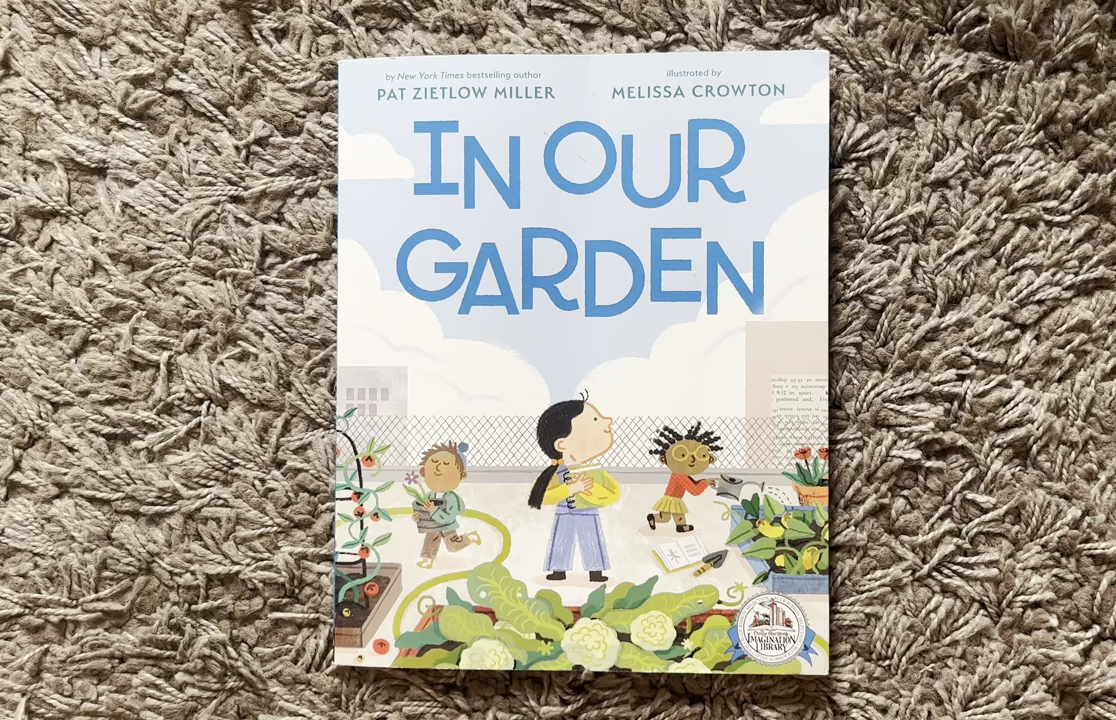 by New York Times bestselling author
PAT ZIETLOW MILLER
illustrated by
MELISSA CROWTON
IN OUR
GARDEN
IMAGINATION
LIBRARY